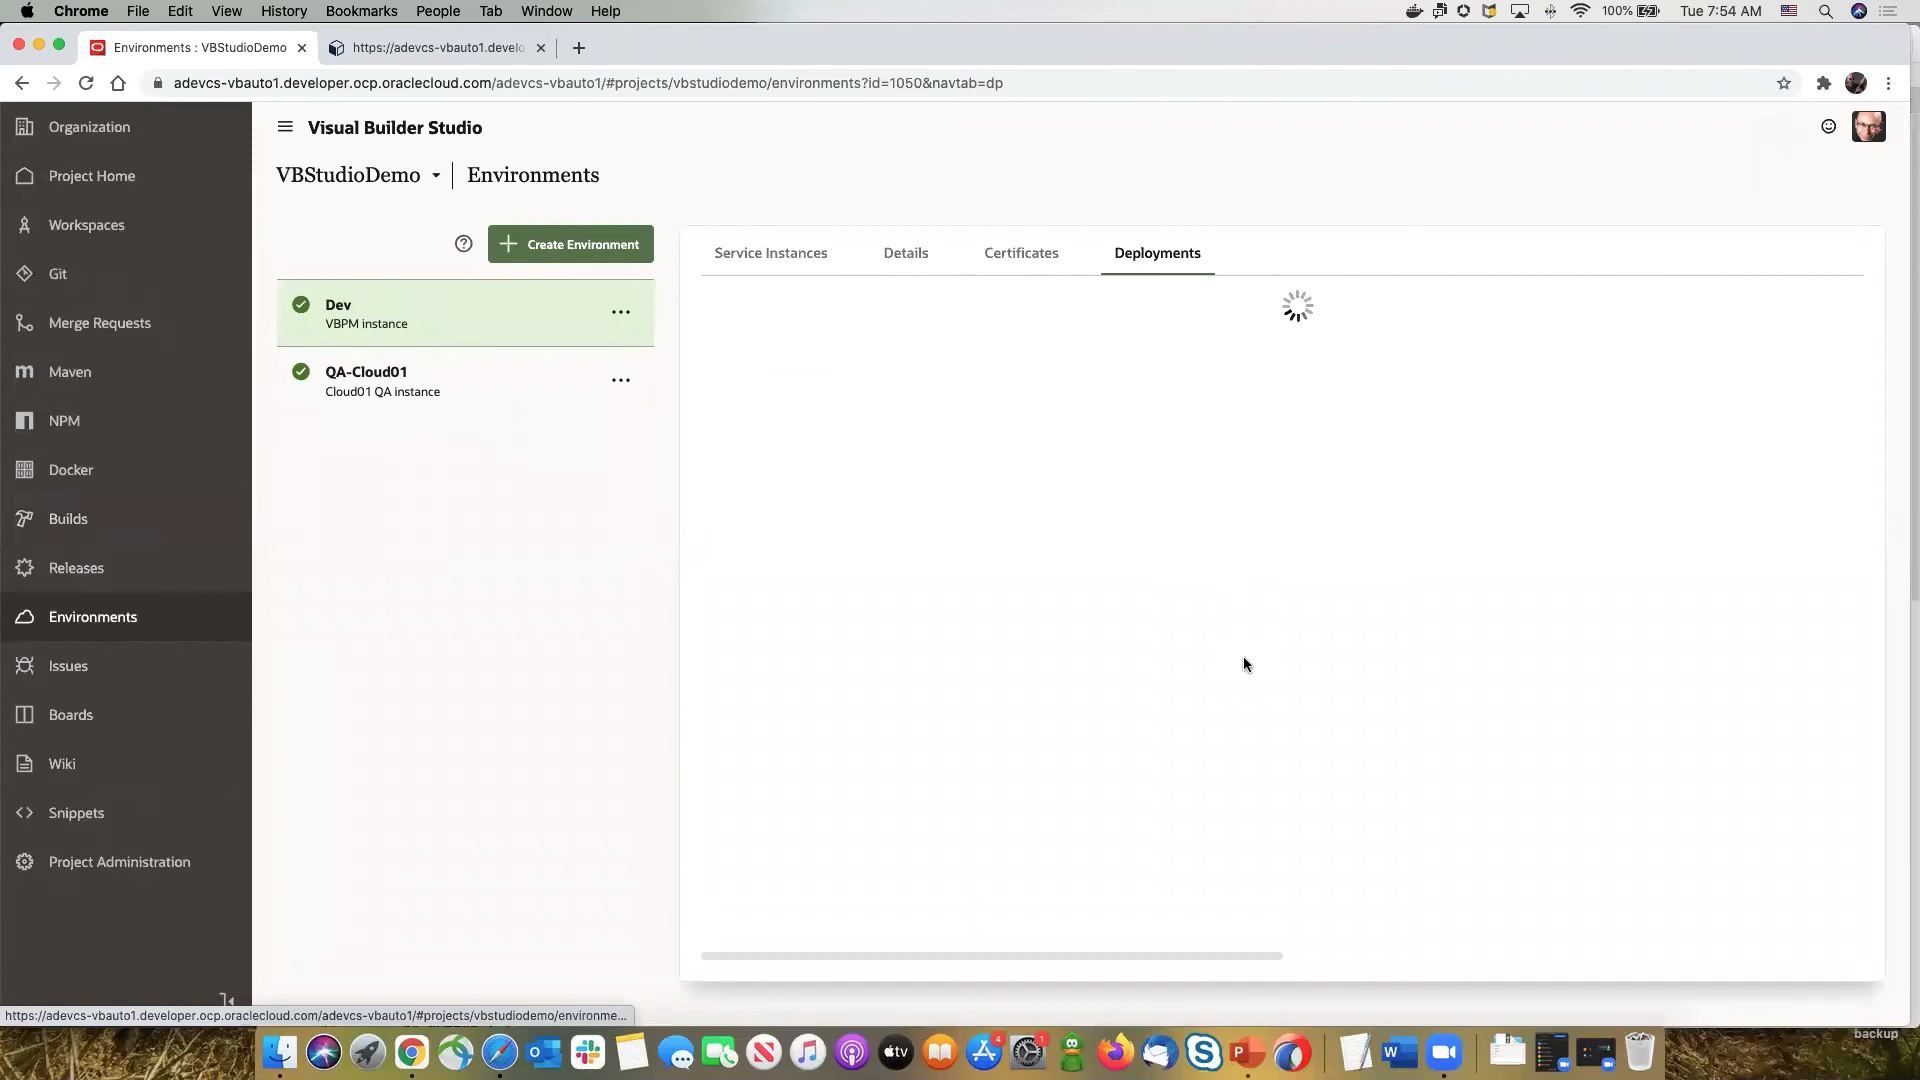 Chrome File Edit View History Bookmarks People Tab Window Help 100% Tue 7:54 AM
Environments : VBStudioDemo https://adevcs-vbauto1.develo
adevcs-vbauto1.developer.ocp.oraclecloud.com/adevcs-vbauto1/#projects/vbstudiodemo/environments?id=1050&navtab=dp
Organization
Project Home
Workspaces
Git
Merge Requests
Maven
NPM
Docker
Builds
Releases
Environments
Issues
Boards
Wiki
Snippets
Project Administration
Visual Builder Studio
VBStudioDemo Environments
Create Environment
Dev
VBPM instance
QA-Cloud01
Cloud01 QA instance
Service Instances Details Certificates Deployments
https://adevcs-vbauto1.developer.ocp.oraclecloud.com/adevcs-vbauto1/#projects/vbstudiodemo/environme...
backup
tv
4
1